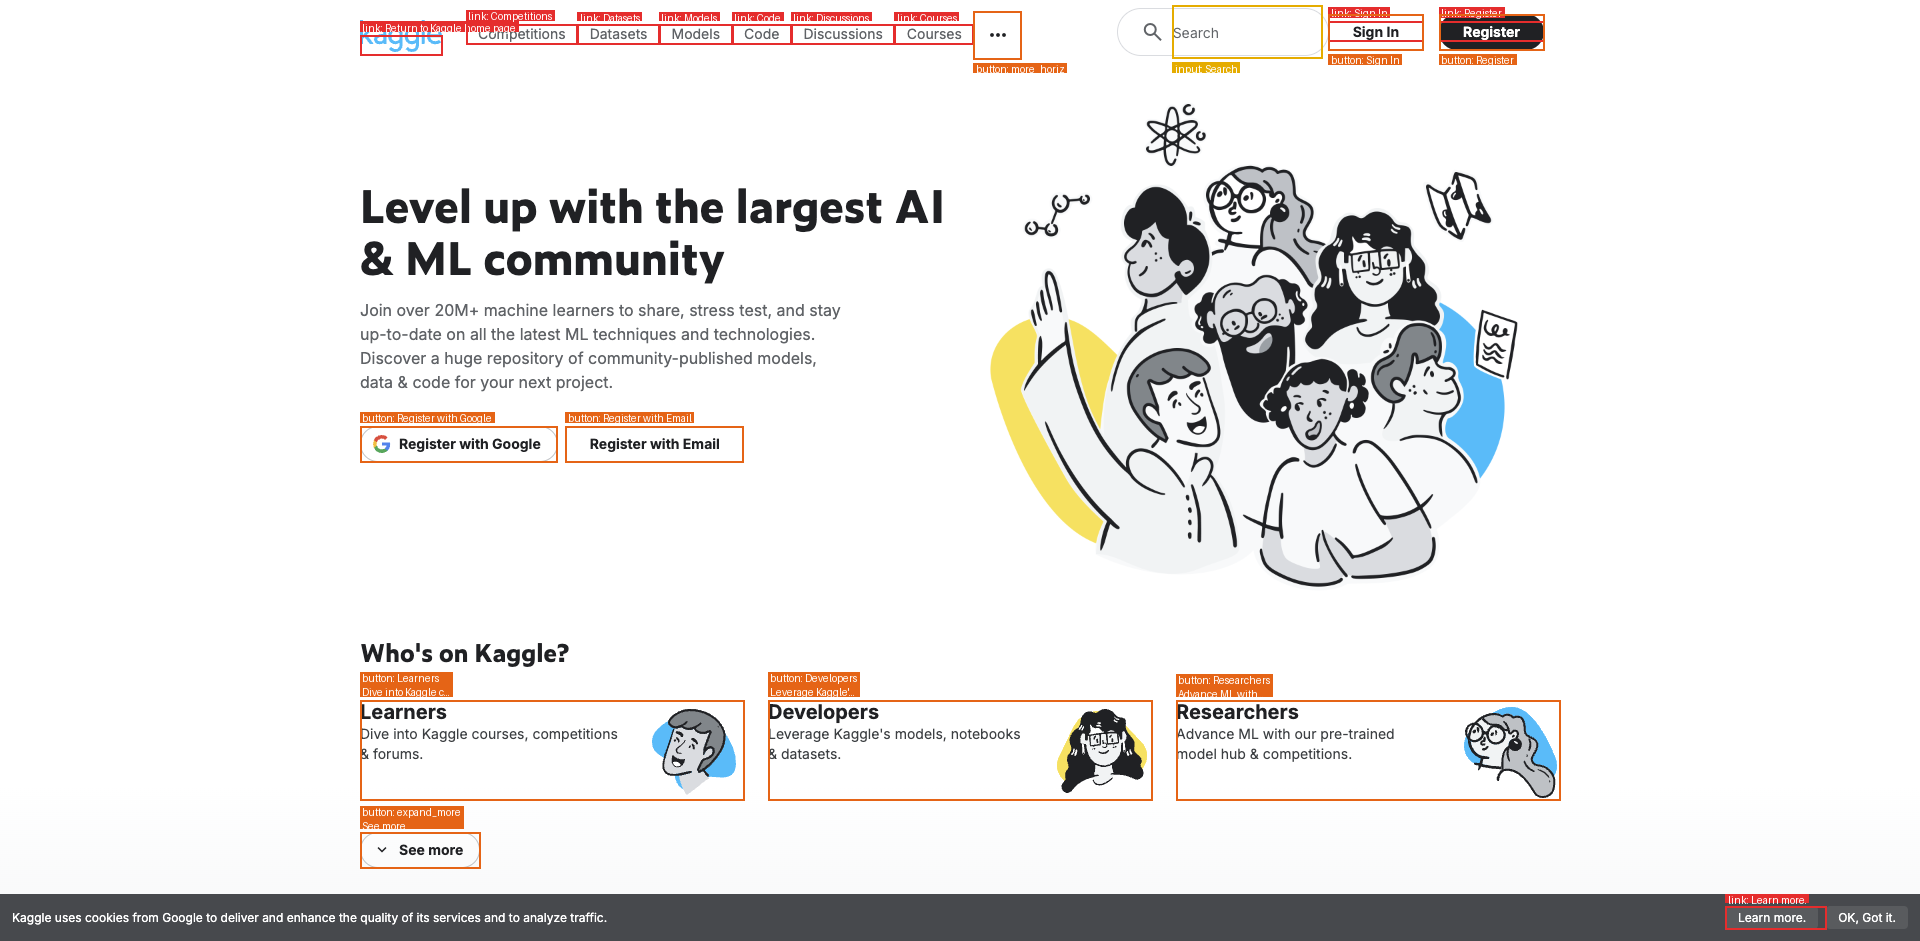 link: Return to Kaggle home page
kaggle
link: Competitions
Competitions
link: Datasets
Datasets
link: Models
Models
link: Code
Code
link: Discussions
Discussions
link: Courses
Courses
button: more_horiz
Search
input: Search
link: Sign In
Sign In
button: Sign In
link: Register
Register
button: Register
Level up with the largest AI
& ML community
Join over 20M+ machine learners to share, stress test, and stay
up-to-date on all the latest ML techniques and technologies.
Discover a huge repository of community-published models,
data & code for your next project.
button: Register with Google
Register with Google
button: Register with Email
Register with Email
Who's on Kaggle?
button: Learners
Dive into Kaggle c...
Learners
Dive into Kaggle courses, competitions
& forums.
button: Developers
Leverage Kaggle'...
Developers
Leverage Kaggle's models, notebooks
& datasets.
button: Researchers
Advance ML with
Researchers
Advance ML with our pre-trained
model hub & competitions.
button: expand_more
See more
See more
Kaggle uses cookies from Google to deliver and enhance the quality of its services and to analyze traffic.
link: Learn more.
Learn more.
OK, Got it.